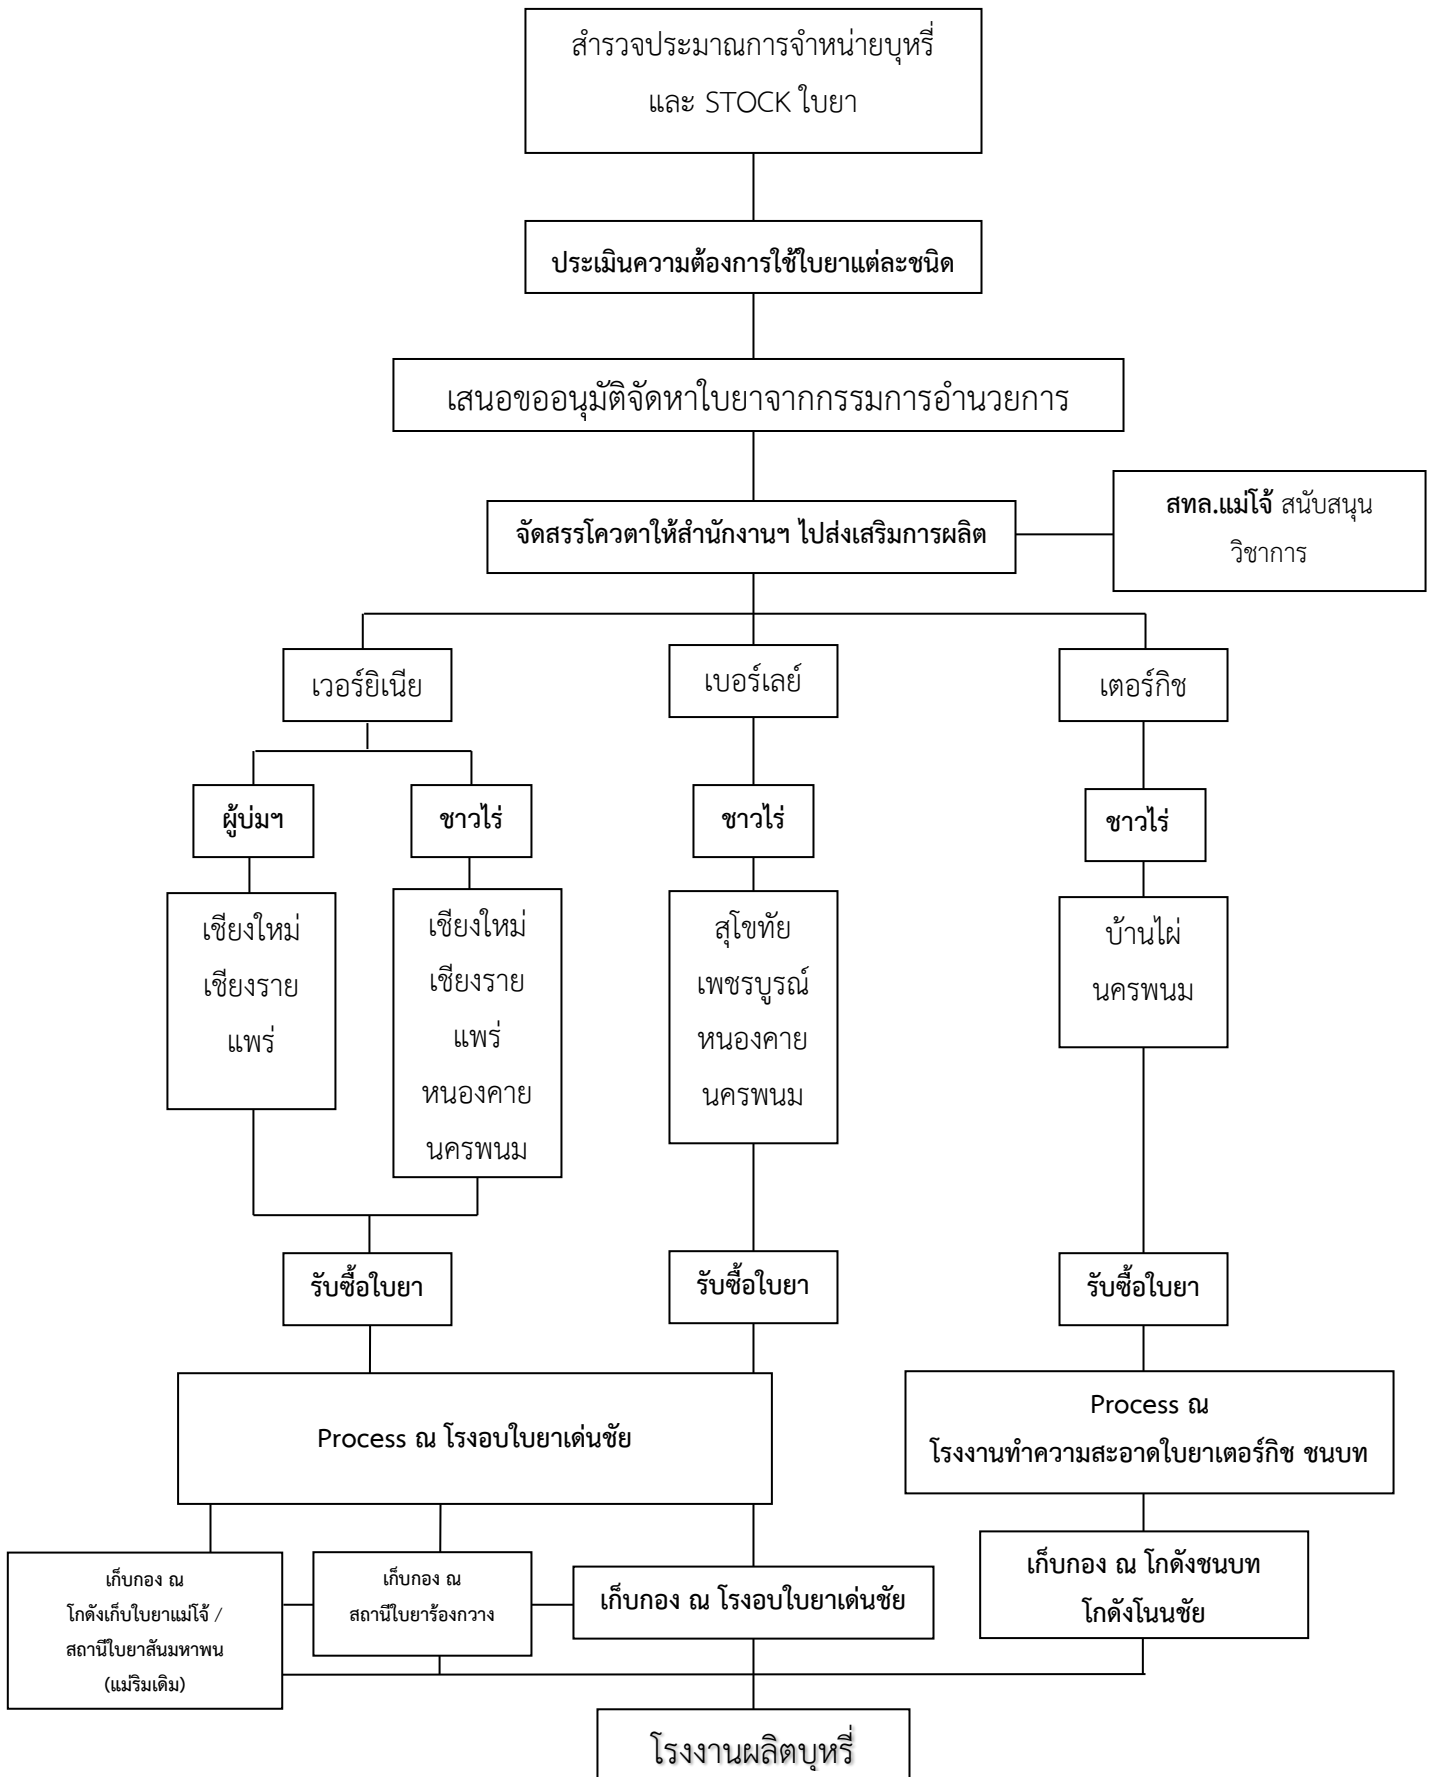 สำรวจประมาณการจำหน่ายบุหรี่
และ STOCK ใบยา
ประเมินความต้องการใช้ใบยาแต่ละชนิด
เสนอขออนุมัติจัดหาใบยาจากกรรมการอำนวยการ
จัดสรรโควตาให้สำนักงานฯ ไปส่งเสริมการผลิต
สทล.แม่โจ้ สนับสนุน
วิชาการ
เวอร์ยิเนีย
เบอร์เลย์
เตอร์กิช
ผู้บ่มฯ
ชาวไร่
ชาวไร่
ชาวไร่
เชียงใหม่
เชียงราย
แพร่
เชียงใหม่
เชียงราย
แพร่
หนองคาย
นครพนม
สุโขทัย
เพชรบูรณ์
หนองคาย
นครพนม
บ้านไผ่
นครพนม
รับซื้อใบยา
รับซื้อใบยา
รับซื้อใบยา
Process ณ โรงอบใบยาเด่นชัย
Process ณ
โรงงานทำความสะอาดใบยาเตอร์กิช ชนบท
เก็บกอง ณ
โกดังเก็บใบยาแม่โจ้ /
สถานีใบยาสันมหาพน
(แม่ริมเดิม)
เก็บกอง ณ
สถานีใบยาร้องกวาง
เก็บกอง ณ โรงอบใบยาเด่นชัย
เก็บกอง ณ โกดังชนบท
โกดังโนนชัย
โรงงานผลิตบุหรี่